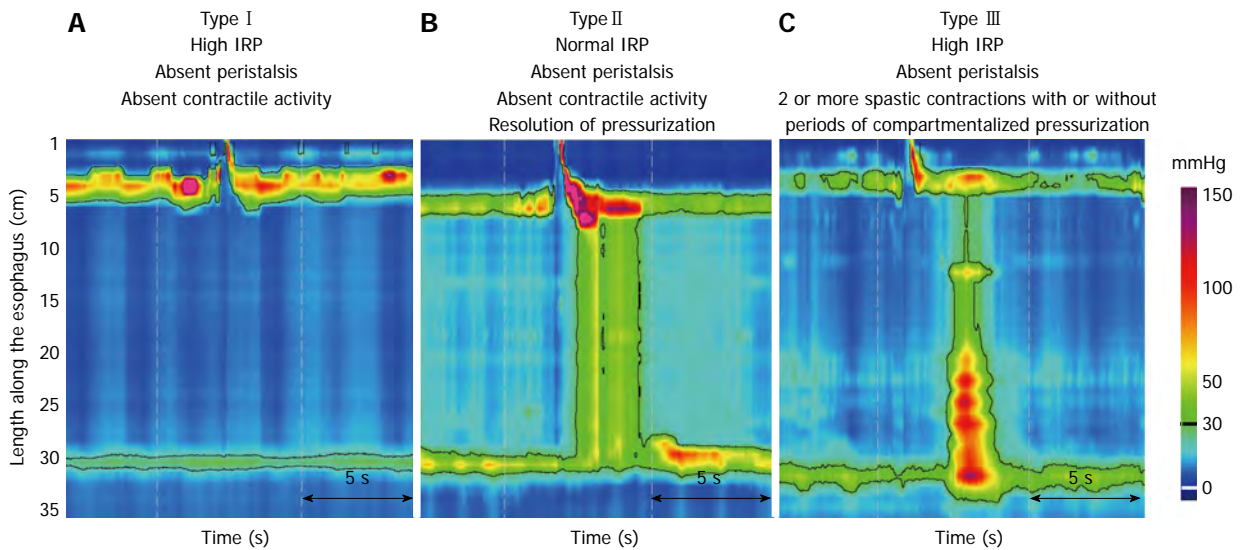 A
Type Ⅰ
High IRP
Absent peristalsis
Absent contractile activity
B
Type Ⅱ
Normal IRP
Absent peristalsis
Absent contractile activity
Resolution of pressurization
C
Type Ⅲ
High IRP
Absent peristalsis
2 or more spastic contractions with or without
periods of compartmentalized pressurization
Length along the esophagus (cm)
1
5
10
15
20
25
30
35
5 s
5 s
5 s
Time (s)
Time (s)
Time (s)
mmHg
150
100
50
30
0